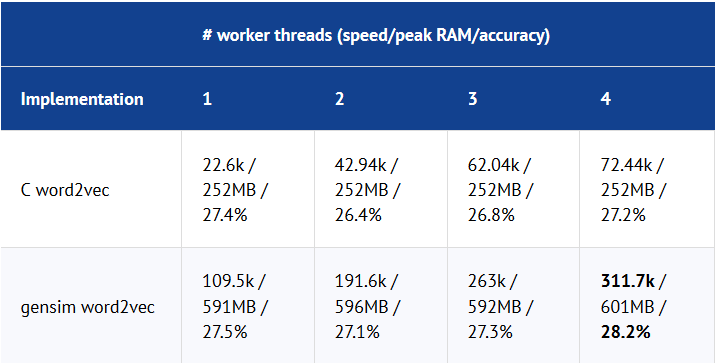 # worker threads (speed/peak RAM/accuracy)
Implementation 1 2 3 4
C word2vec
22.6k /
252MB /
27.4%
42.94k /
252MB /
26.4%
62.04k /
252MB /
26.8%
72.44k /
252MB /
27.2%
gensim word2vec
109.5k /
591MB /
27.5%
191.6k /
596MB /
27.1%
263k /
592MB /
27.3%
311.7k /
601MB /
28.2%